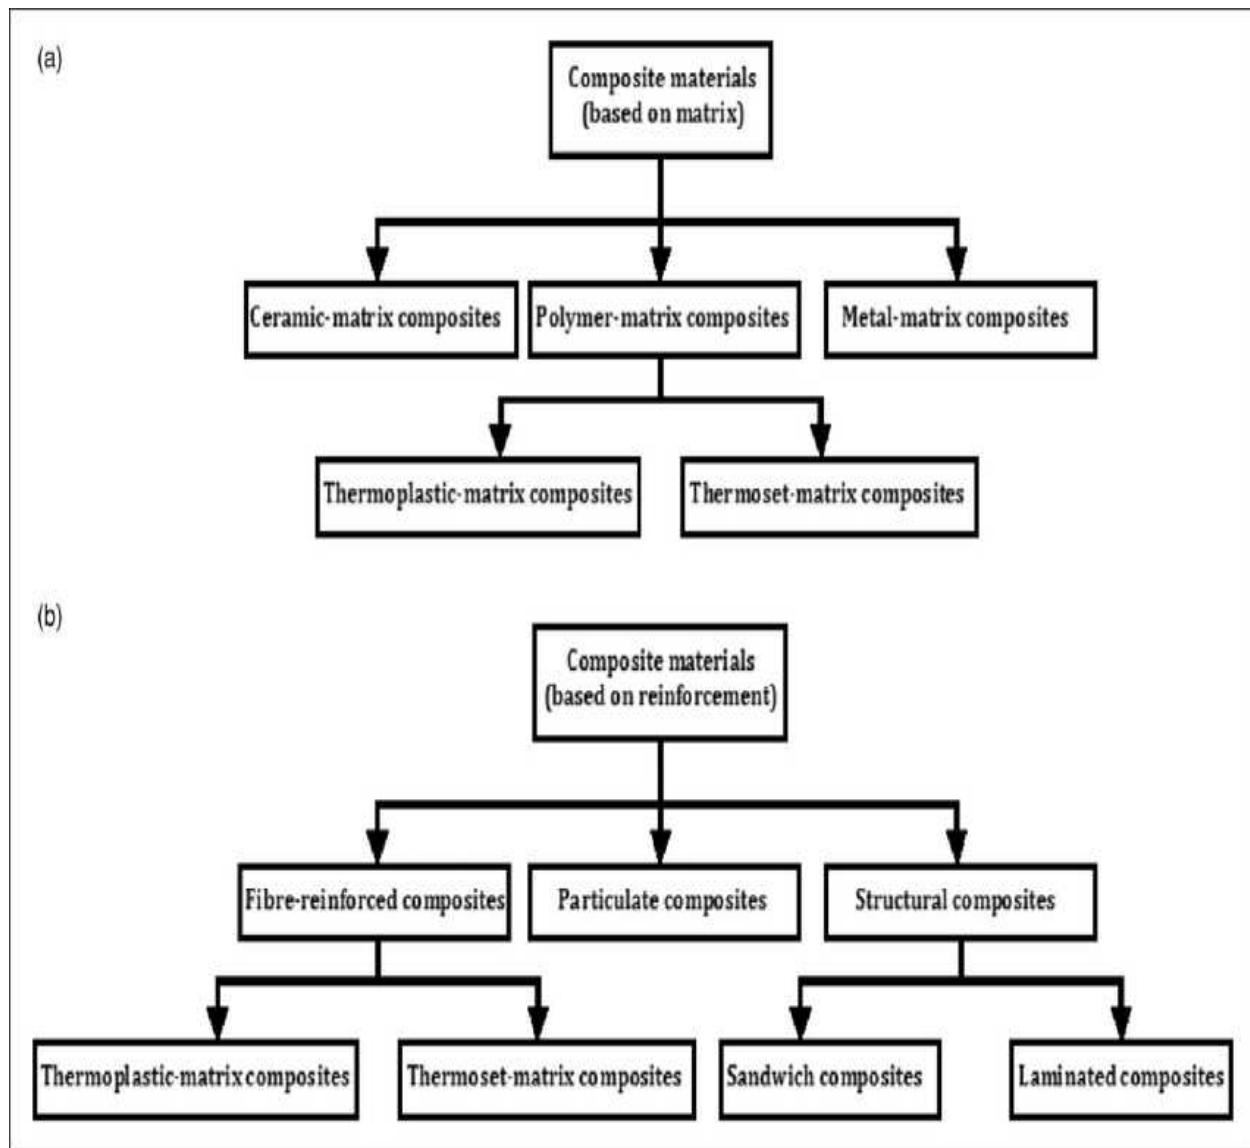 (a)
Composite materials
(based on matrix)
Ceramic-matrix composites
Polymer-matrix composites
Metal-matrix composites
Thermoplastic-matrix composites
Thermoset-matrix composites
(b)
Composite materials
(based on reinforcement)
Fibre-reinforced composites
Particulate composites
Structural composites
Thermoplastic-matrix composites
Thermoset-matrix composites
Sandwich composites
Laminated composites